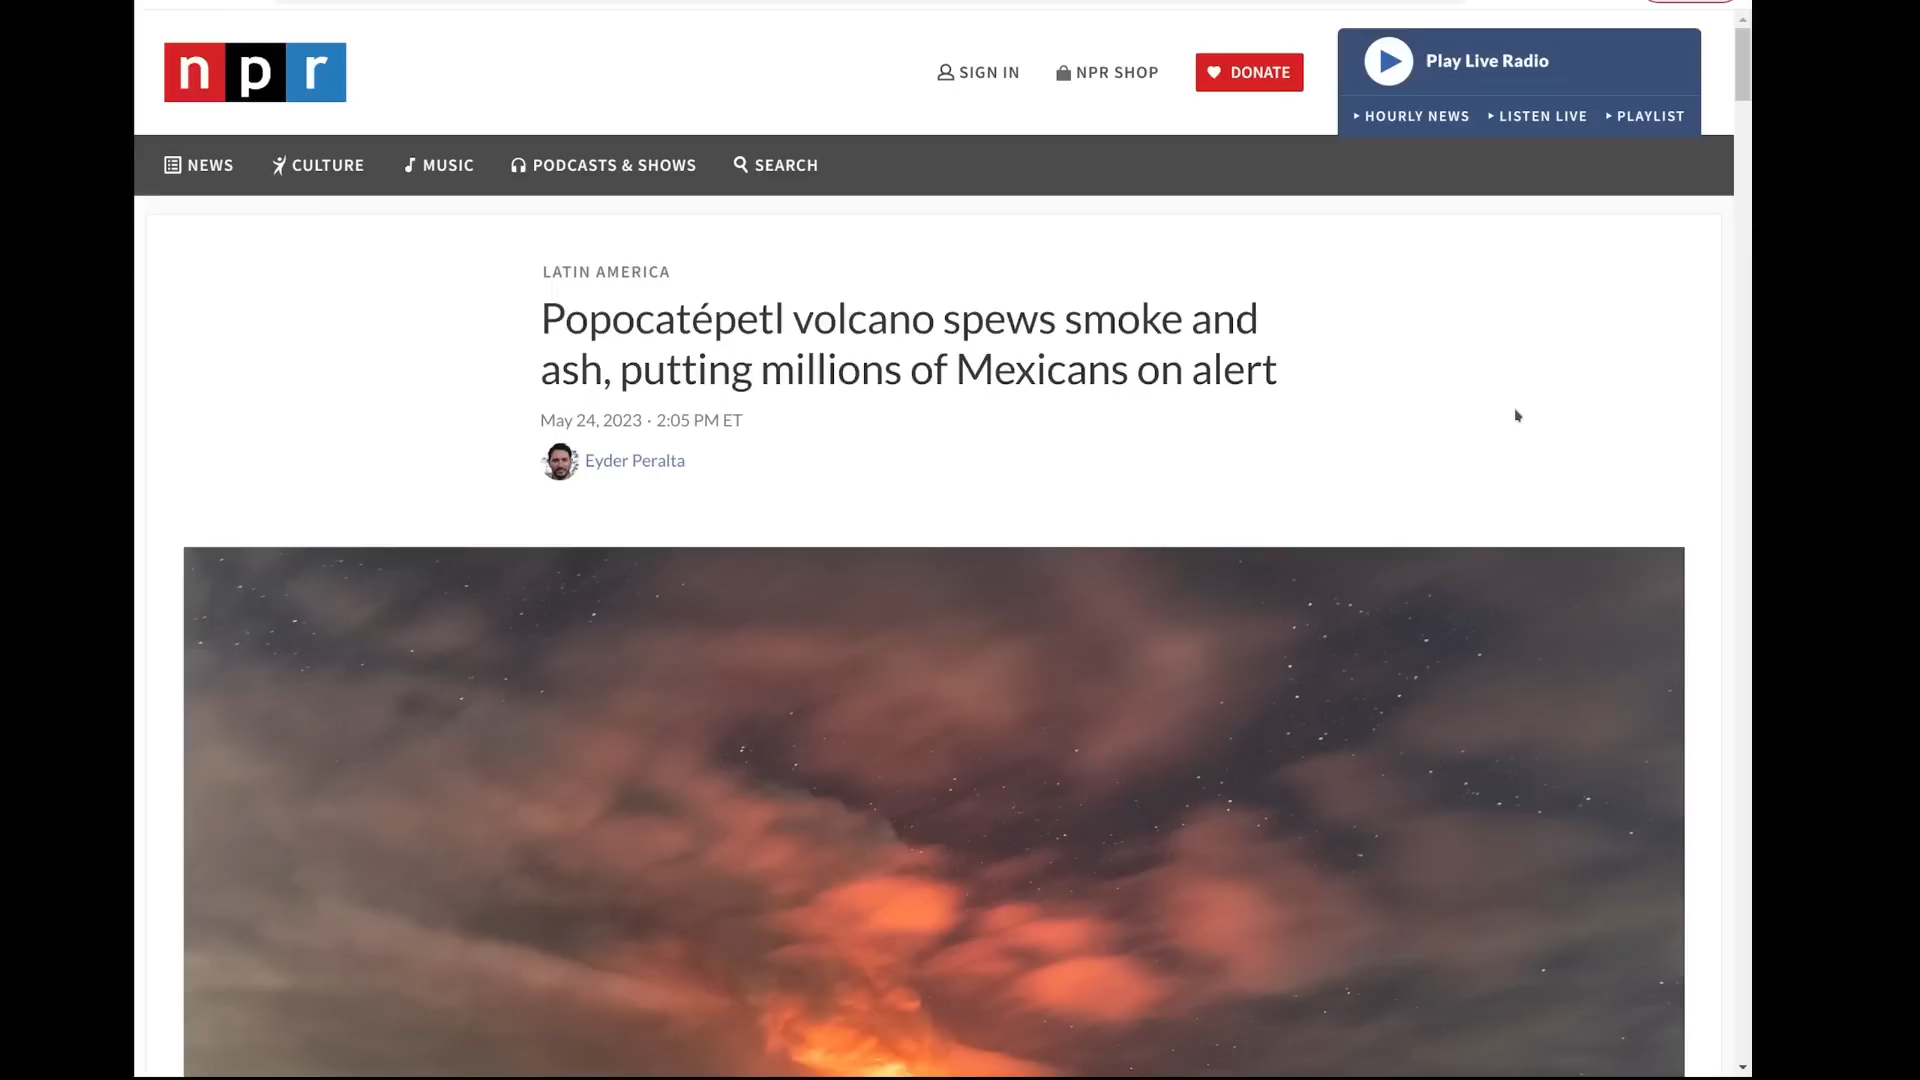 npr
SIGN IN
NPR SHOP
DONATE
Play Live Radio
HOURLY NEWS
LISTEN LIVE
PLAYLIST
NEWS
CULTURE
MUSIC
PODCASTS & SHOWS
SEARCH
LATIN AMERICA
Popocatépetl volcano spews smoke and
ash, putting millions of Mexicans on alert
May 24, 2023 · 2:05 PM ET
Eyder Peralta